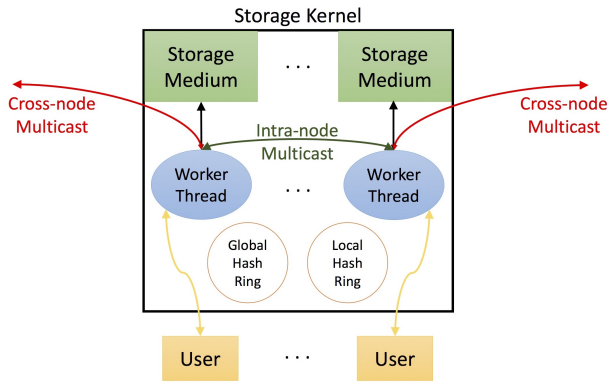 Storage Kernel
Storage
Medium
. . .
Storage
Medium
Cross-node
Multicast
Cross-node
Multicast
Intra-node
Multicast
Worker
Thread
. . .
Worker
Thread
Global
Hash
Ring
Local
Hash
Ring
User
. . .
User